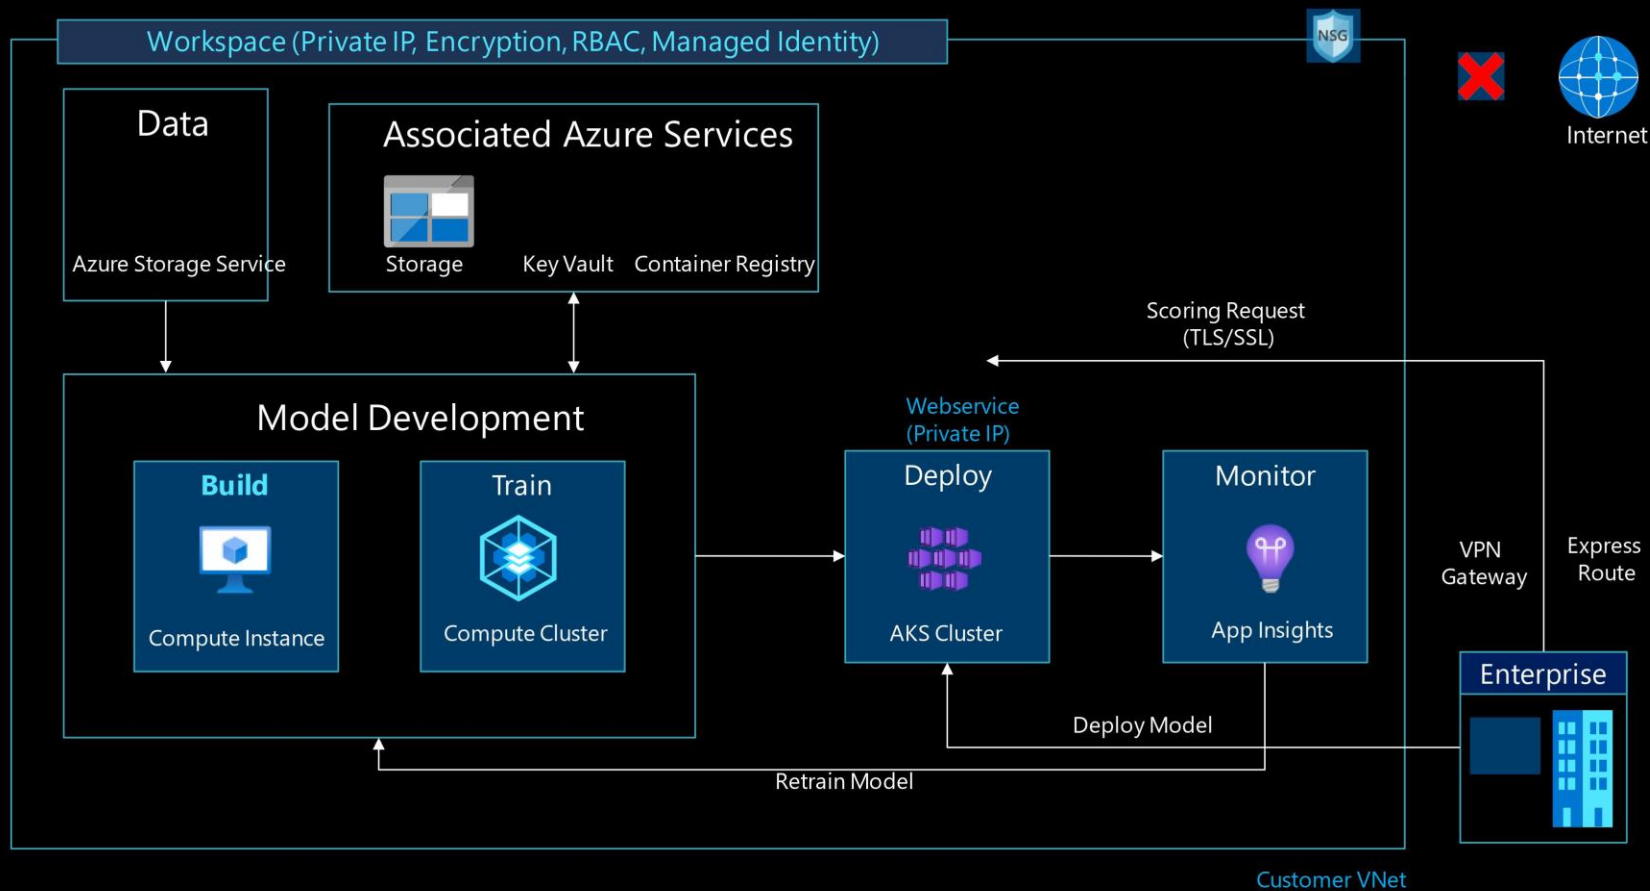 Workspace (Private IP, Encryption, RBAC, Managed Identity)
NSG
Internet
Data
Azure Storage Service
Associated Azure Services
Storage
Key Vault
Container Registry
Scoring Request
(TLS/SSL)
Model Development
Build
Compute Instance
Train
Compute Cluster
Webservice
(Private IP)
Deploy
AKS Cluster
Monitor
App Insights
VPN
Gateway
Express
Route
Enterprise
Deploy Model
Retrain Model
Customer VNet